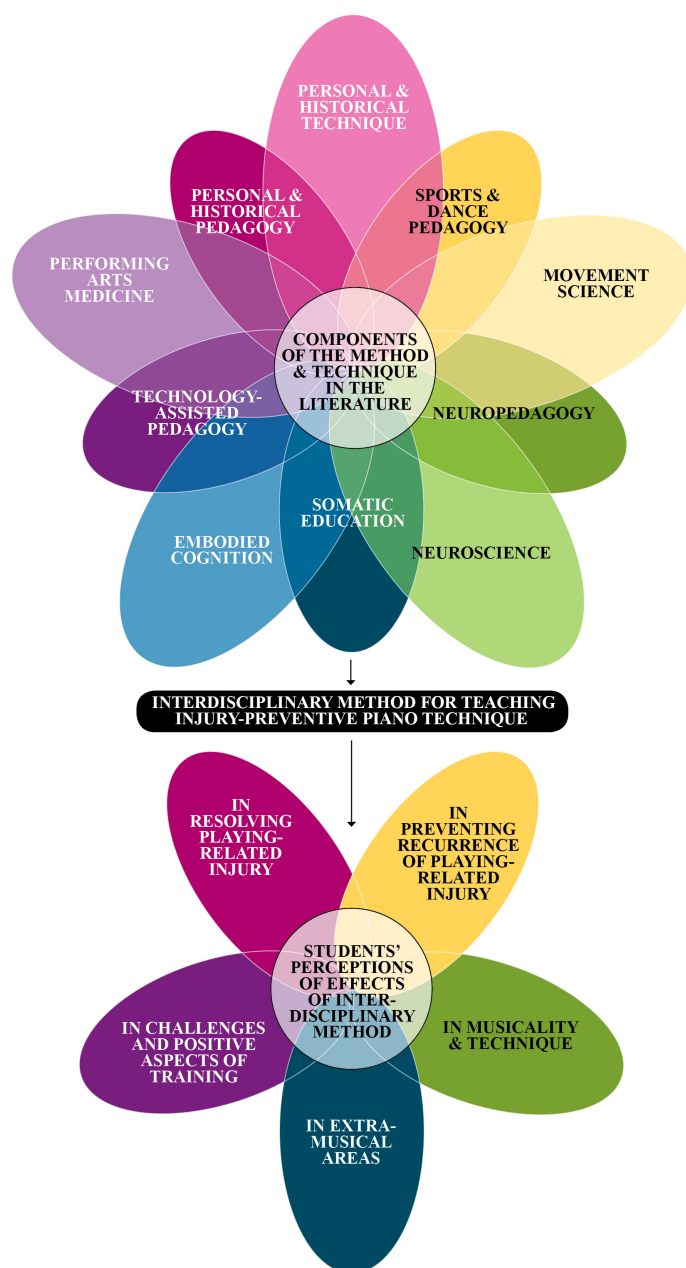 PERSONAL &
HISTORICAL
TECHNIQUE
PERSONAL &
HISTORICAL
PEDAGOGY
SPORTS &
DANCE
PEDAGOGY
PERFORMING
ARTS
MEDICINE
MOVEMENT
SCIENCE
COMPONENTS
OF THE METHOD
& TECHNIQUE
IN THE
LITERATURE
TECHNOLOGY-
ASSISTED
PEDAGOGY
NEUROPEDAGOGY
SOMATIC
EDUCATION
EMBODIED
COGNITION
NEUROSCIENCE
INTERDISCIPLINARY METHOD FOR TEACHING
INJURY-PREVENTIVE PIANO TECHNIQUE
IN
RESOLVING
PLAYING-
RELATED
INJURY
IN
PREVENTING
RECURRENCE
OF PLAYING-
RELATED
INJURY
STUDENTS’
PERCEPTIONS
OF EFFECTS
OF INTER-
DISCIPLINARY
METHOD
IN CHALLENGES
AND POSITIVE
ASPECTS OF
TRAINING
IN MUSICALITY
& TECHNIQUE
IN EXTRA-
MUSICAL
AREAS